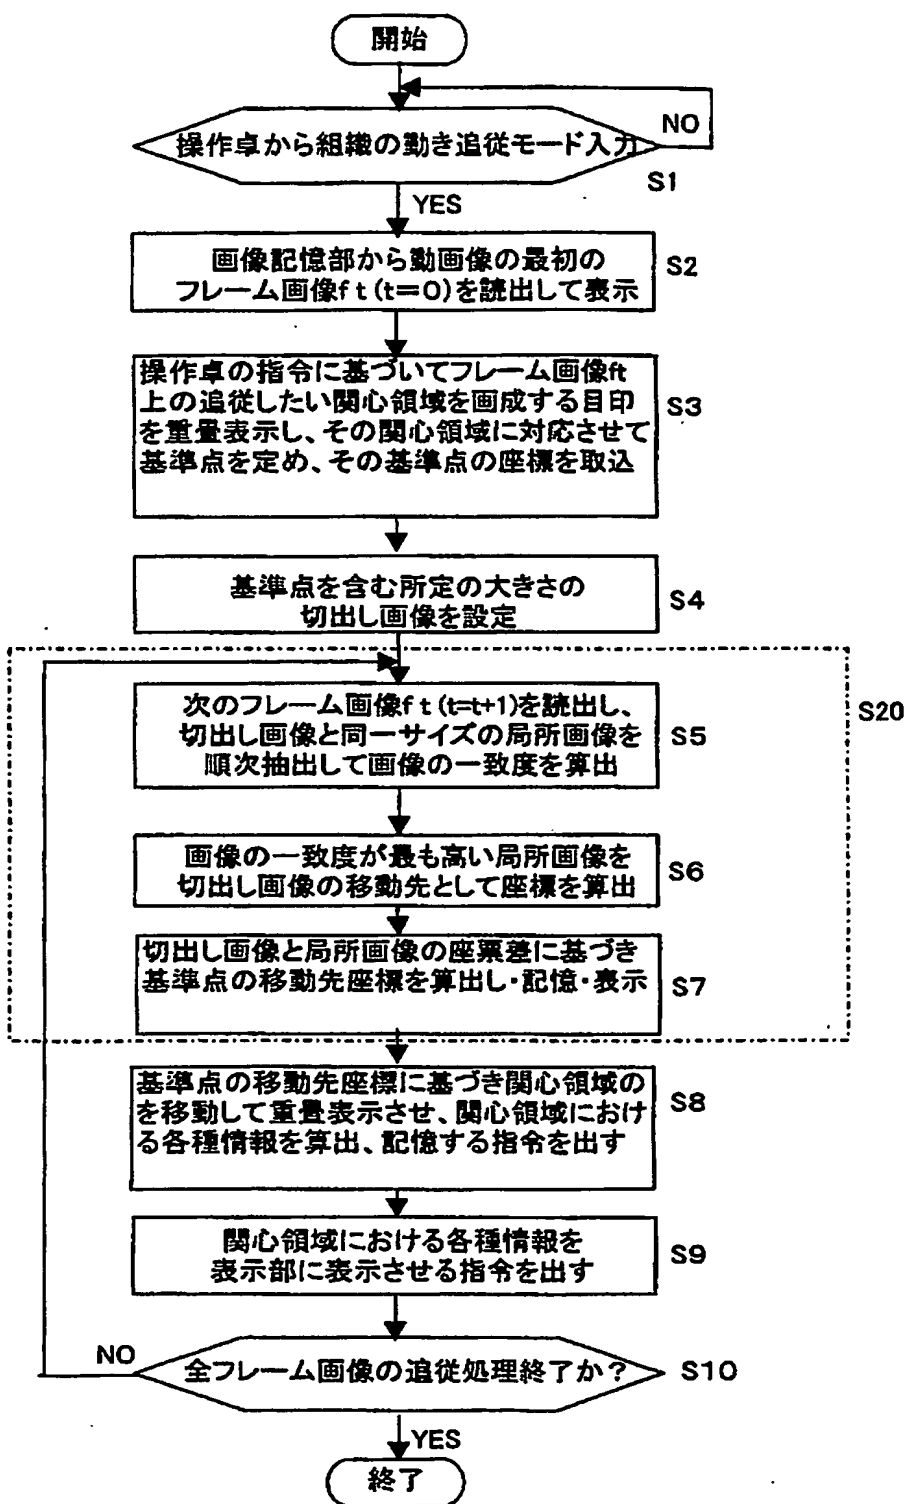 開始
NO
操作卓から組織の動き追従モード入力
S1
YES
画像記憶部から動画像の最初の
フレーム画像f t (t=0)を読出して表示
S2
操作卓の指令に基づいてフレーム画像ft
上の追従したい関心領域を画成する目印
を重畳表示し、その関心領域に対応させて
基準点を定め、その基準点の座標を取込
S3
基準点を含む所定の大きさの
切出し画像を設定
S4
S20
次のフレーム画像f t (t=t+1)を読出し、
切出し画像と同一サイズの局所画像を
順次抽出して画像の一致度を算出
S5
画像の一致度が最も高い局所画像を
切出し画像の移動先として座標を算出
S6
切出し画像と局所画像の座票差に基づき
基準点の移動先座標を算出し・記憶・表示
S7
基準点の移動先座標に基づき関心領域の
を移動して重畳表示させ、関心領域におけ
る各種情報を算出、記憶する指令を出す
S8
関心領域における各種情報を
表示部に表示させる指令を出す
S9
NO
全フレーム画像の追従処理終了か？
S10
YES
終了